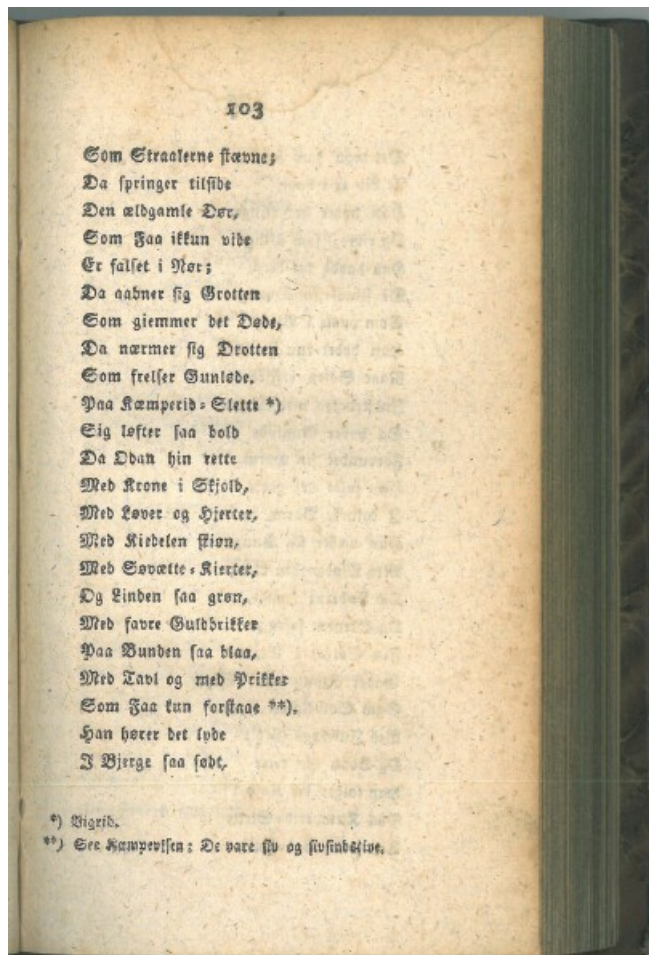 103
Som Straalerne stævne;
Da springer tilside
Den ældgamle Dør,
Som Faa ikkun vide
Er falset i Nør;
Da aabner sig Grotten
Som giemmer det Døde,
Da nærmer sig Drotten
Som frelser Gunløde.
Paa Kæmperid-Slette *)
Sig løfter saa bold
Da Odan hin rette
Med Krone i Skjold,
Med Løver og Hjerter,
Med Kiedelen skiøn,
Med Søvætte-Kierter,
Og Linden saa grøn,
Med favre Guldbrikker
Paa Bunden saa blaa,
Med Tavl og med Prikker
Som Faa kun forstaae **).
Han hører det lyde
I Bjerge saa sødt,
*) Vigrid.
**) See Kæmpevisen: De vare siv og sivsindstive.